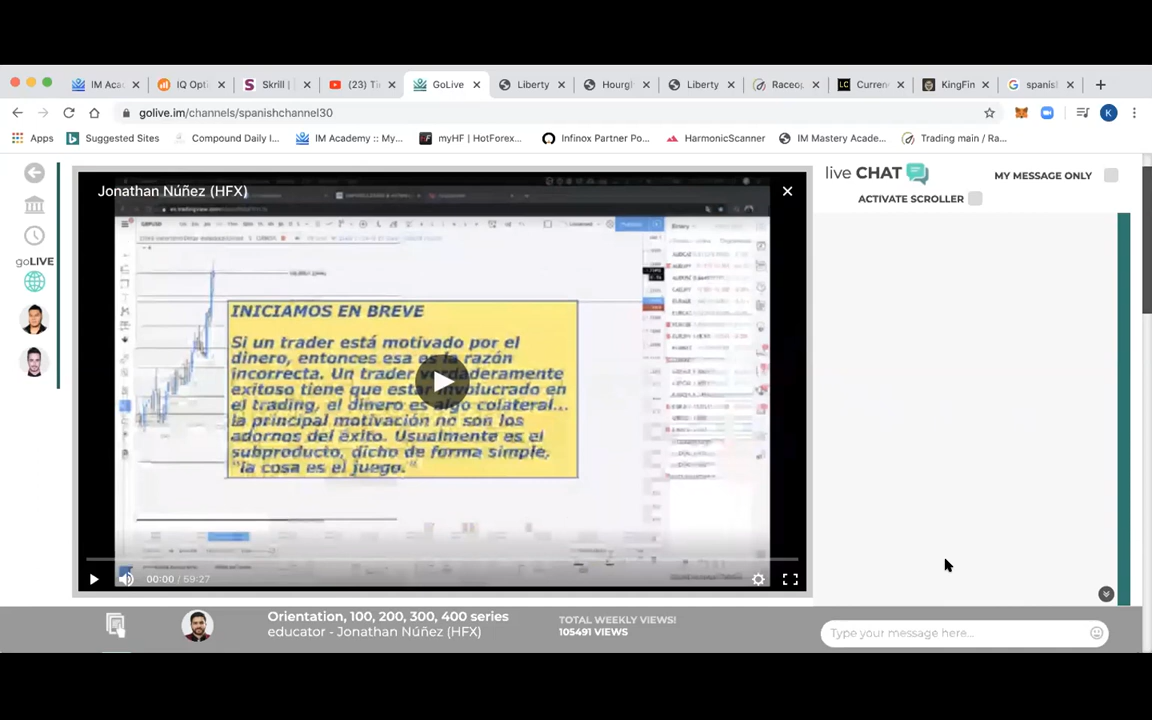 IM Aca
IQ Opti
Skrill |
(23) Ti
GoLive
Liberty
Hourgl
Liberty
Raceop
Curren
KingFin
spanis
golive.im/channels/spanishchannel30
Apps
Suggested Sites
Compound Daily I...
IM Academy :: My...
myHF | HotForex...
Infinox Partner Po...
HarmonicScanner
IM Mastery Acade...
Trading main / Ra...
Jonathan Núñez (HFX)
live CHAT
MY MESSAGE ONLY
ACTIVATE SCROLLER
goLIVE
INICIAMOS EN BREVE
Si un trader está motivado por el
dinero, entonces esa es la razón
incorrecta. Un trader verdaderamente
exitoso tiene que estar involucrado en
el trading, el dinero es algo colateral...
la principal motivación no son los
adornos del éxito. Usualmente es el
subproducto, dicho de forma simple,
"la cosa es el juego."
00:00 / 59:27
Orientation, 100, 200, 300, 400 series
educator - Jonathan Núñez (HFX)
TOTAL WEEKLY VIEWS!
105491 VIEWS
Type your message here...